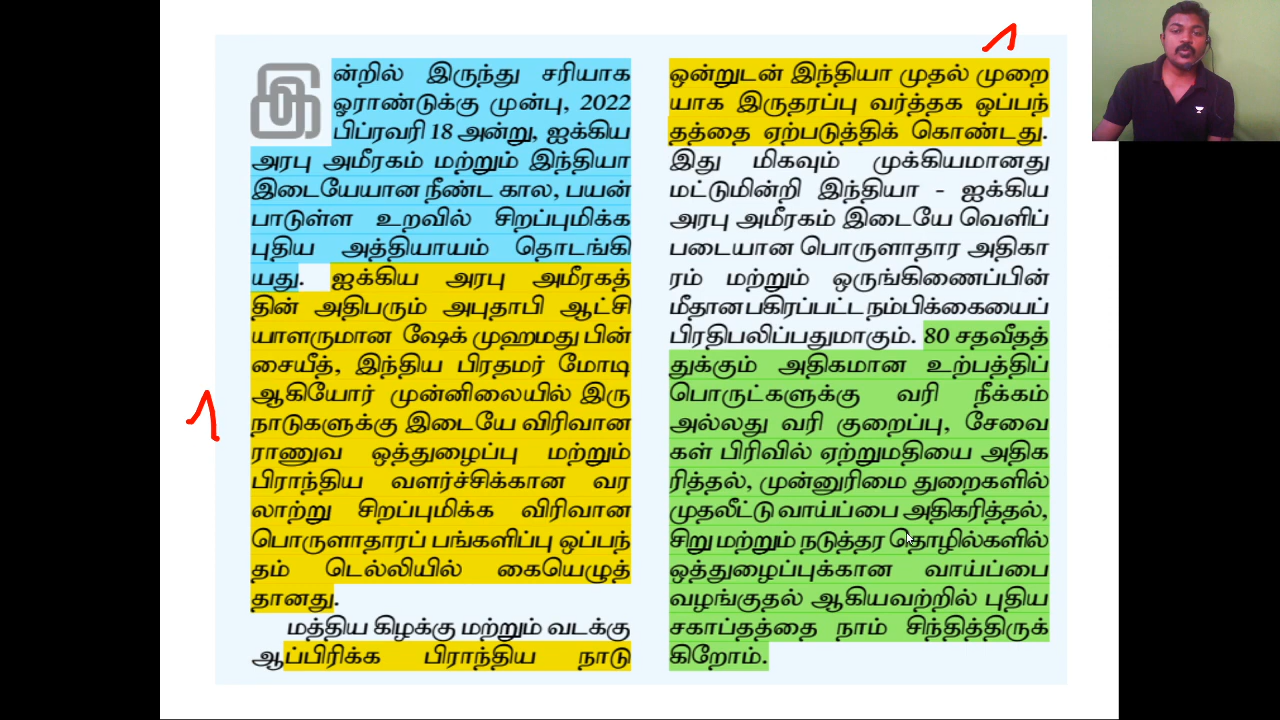 இன்றில் இருந்து சரியாக
ஓராண்டுக்கு முன்பு, 2022
பிப்ரவரி 18 அன்று, ஐக்கிய
அரபு அமீரகம் மற்றும் இந்தியா
இடையேயான நீண்ட கால, பயன்
பாடுள்ள உறவில் சிறப்புமிக்க
புதிய அத்தியாயம் தொடங்கி
யது. ஐக்கிய அரபு அமீரகத்
தின் அதிபரும் அபுதாபி ஆட்சி
யாளருமான ஷேக் முஹமது பின்
சையீத், இந்திய பிரதமர் மோடி
ஆகியோர் முன்னிலையில் இரு
நாடுகளுக்கு இடையே விரிவான
ராணுவ ஒத்துழைப்பு மற்றும்
பிராந்திய வளர்ச்சிக்கான வர
லாற்று சிறப்புமிக்க விரிவான
பொருளாதாரப் பங்களிப்பு ஒப்பந்
தம் டெல்லியில் கையெழுத்
தானது.
மத்திய கிழக்கு மற்றும் வடக்கு
ஆப்பிரிக்க பிராந்திய நாடு
ஒன்றுடன் இந்தியா முதல் முறை
யாக இருதரப்பு வர்த்தக ஒப்பந்
தத்தை ஏற்படுத்திக் கொண்டது.
இது மிகவும் முக்கியமானது
மட்டுமின்றி இந்தியா - ஐக்கிய
அரபு அமீரகம் இடையே வெளிப்
படையான பொருளாதார அதிகா
ரம் மற்றும் ஒருங்கிணைப்பின்
மீதான பகிரப்பட்ட நம்பிக்கையைப்
பிரதிபலிப்பதுமாகும். 80 சதவீதத்
துக்கும் அதிகமான உற்பத்திப்
பொருட்களுக்கு வரி நீக்கம்
அல்லது வரி குறைப்பு, சேவை
கள் பிரிவில் ஏற்றுமதியை அதிக
ரித்தல், முன்னுரிமை துறைகளில்
முதலீட்டு வாய்ப்பை அதிகரித்தல்,
சிறு மற்றும் நடுத்தர தொழில்களில்
ஒத்துழைப்புக்கான வாய்ப்பை
வழங்குதல் ஆகியவற்றில் புதிய
சகாப்தத்தை நாம் சிந்தித்திருக்
கிறோம்.